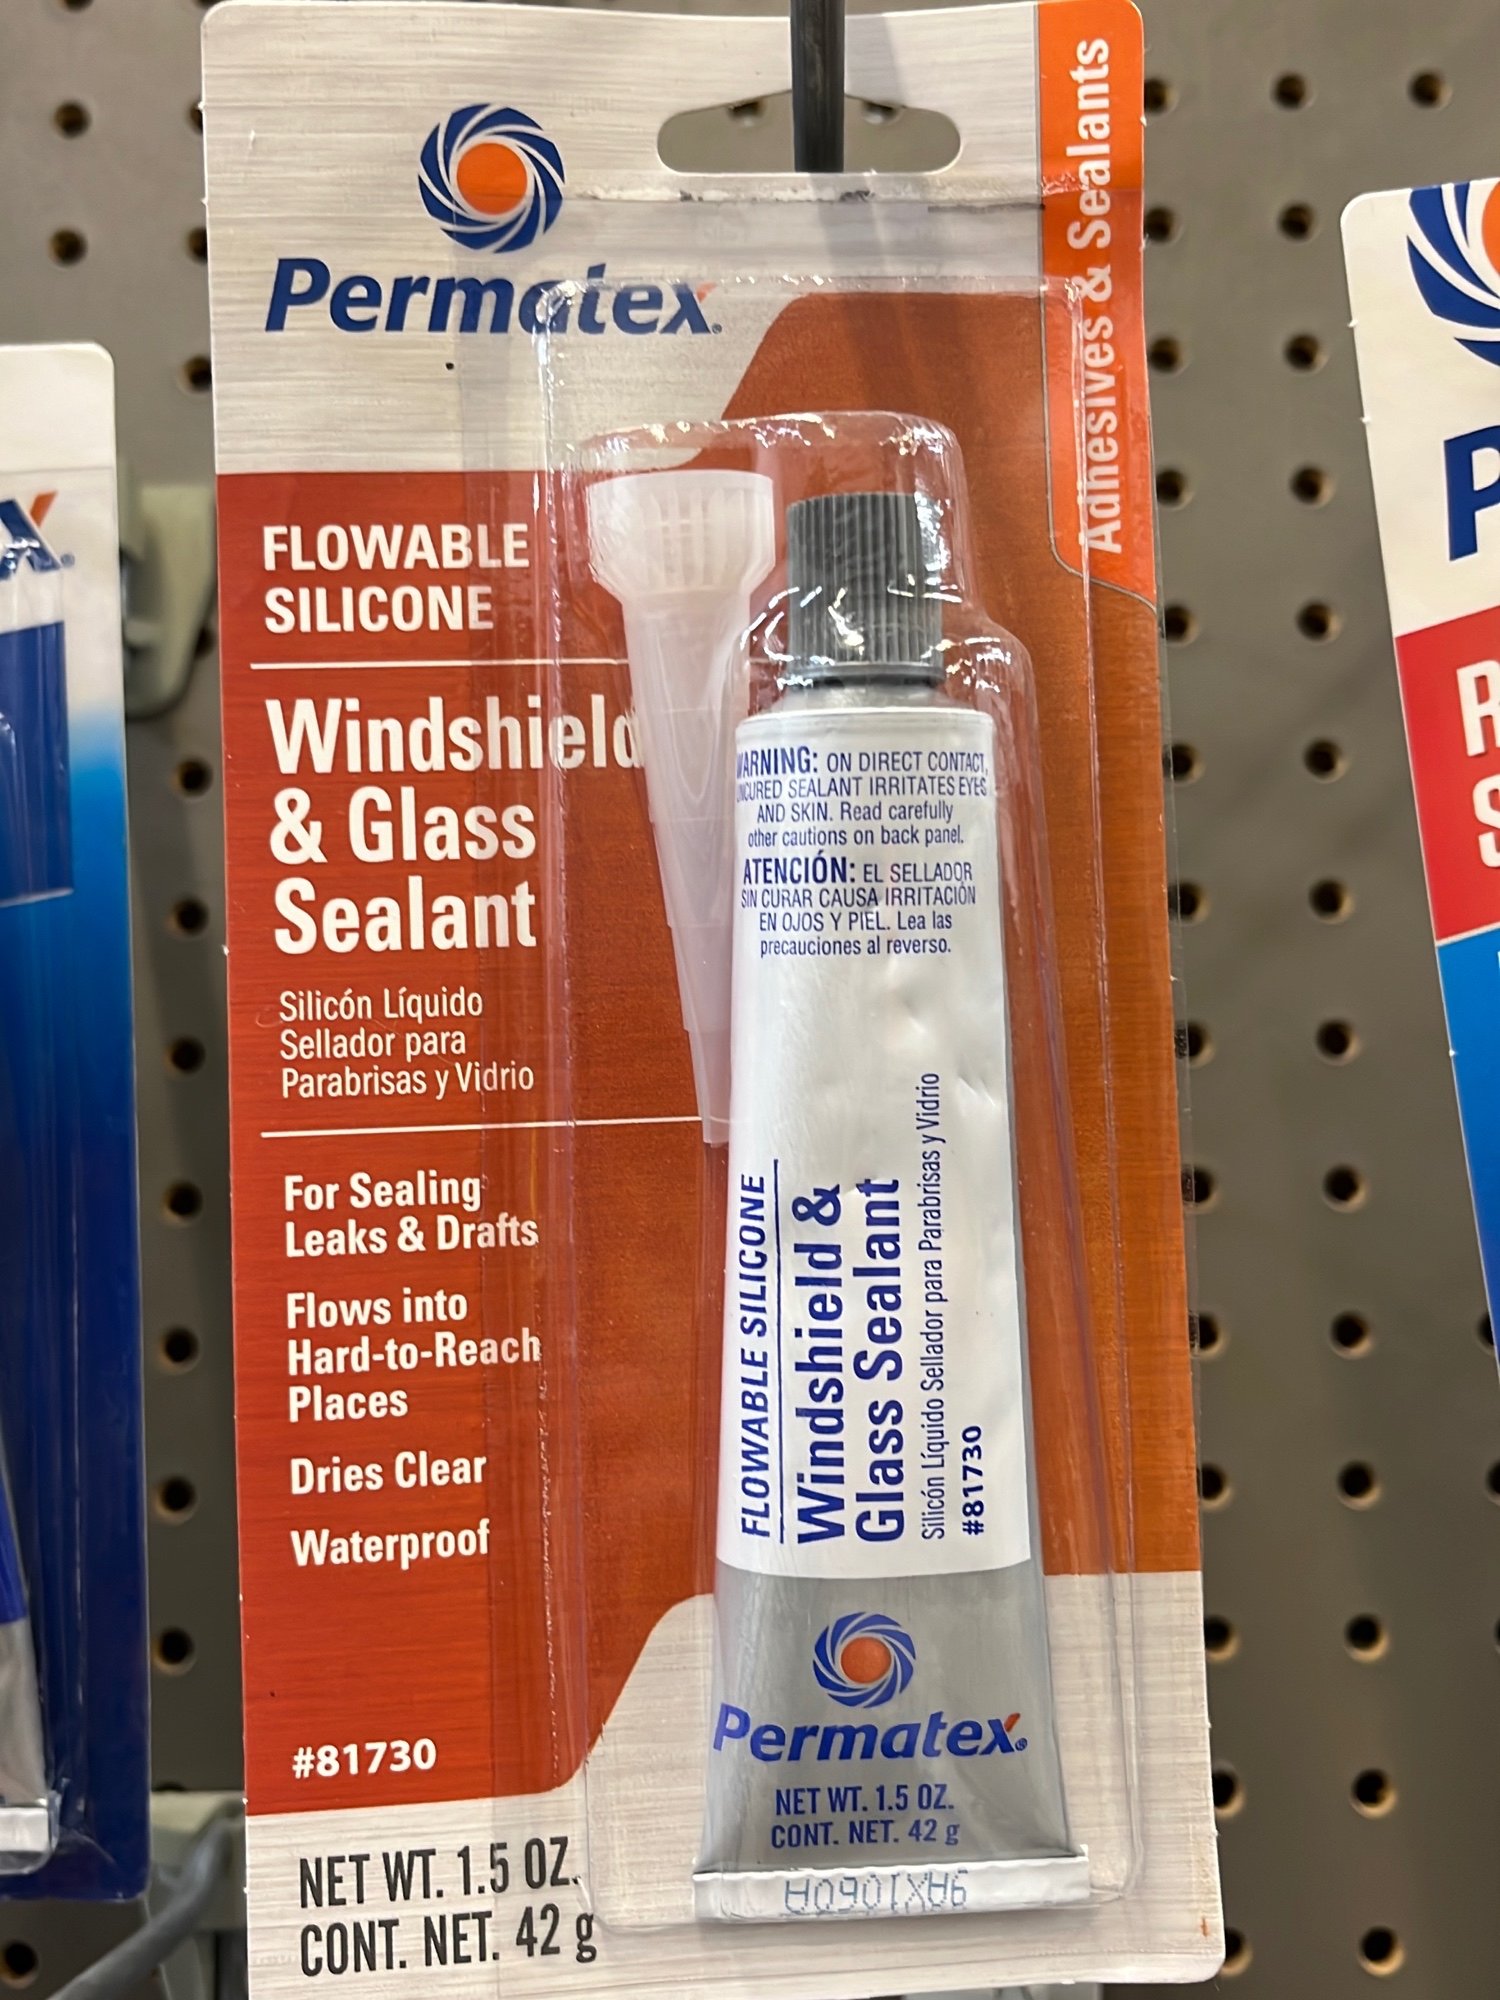 Permatex®
Adhesives & Sealants
FLOWABLE
SILICONE
Windshield
& Glass
Sealant
Silicón Líquido
Sellador para
Parabrisas y Vidrio
For Sealing
Leaks & Drafts
Flows into
Hard-to-Reach
Places
Dries Clear
Waterproof
#81730
NET WT. 1.5 OZ.
CONT. NET. 42 g
WARNING: ON DIRECT CONTACT,
UNCURED SEALANT IRRITATES EYES
AND SKIN. Read carefully
other cautions on back panel.
ATENCIÓN: EL SELLADOR
SIN CURAR CAUSA IRRITACIÓN
EN OJOS Y PIEL. Lea las
precauciones al reverso.
FLOWABLE SILICONE
Windshield &
Glass Sealant
Silicón Líquido Sellador para Parabrisas y Vidrio
#81730
Permatex®
NET WT. 1.5 OZ.
CONT. NET. 42 g